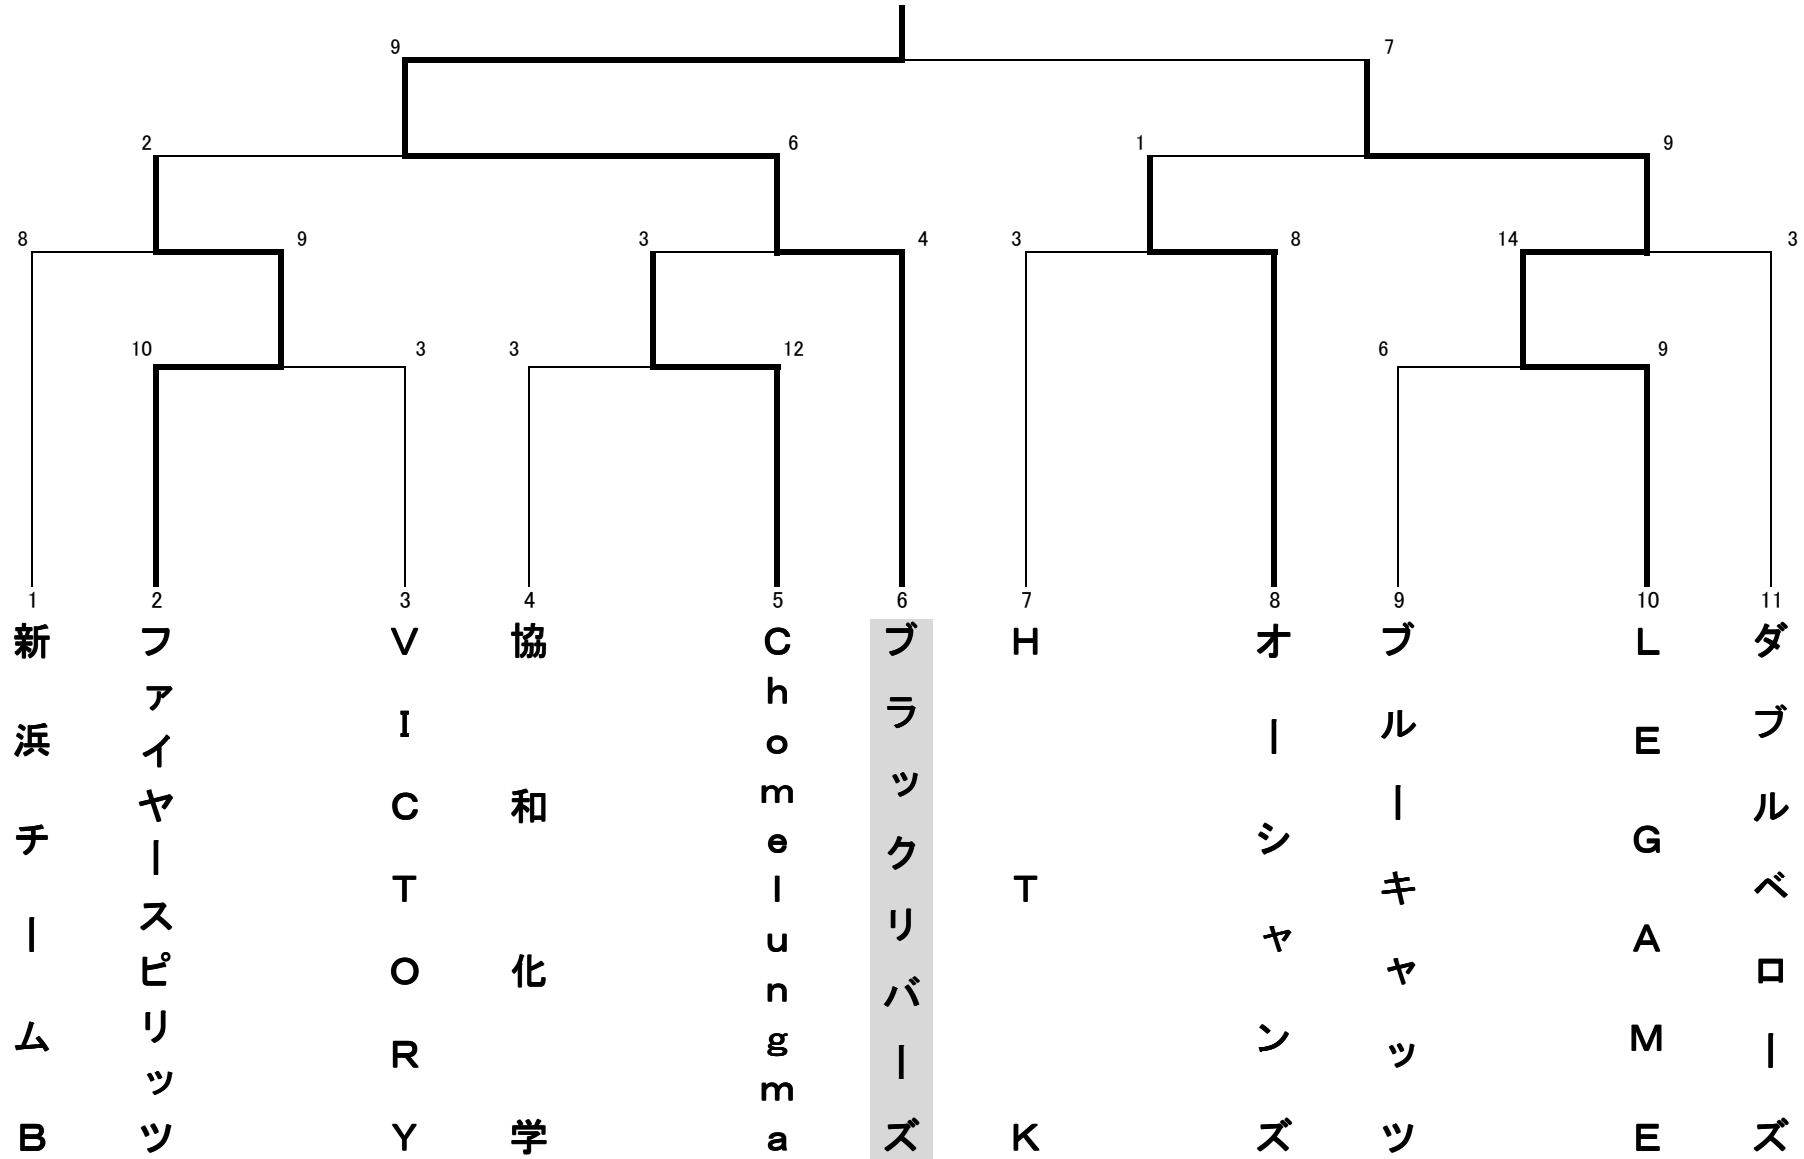 9 7
2 6 1 9
8 9 3 4 3 8 14 3
10 3 3 12 6 9
1 2 3 4 5 6 7 8 9 10 11
新浜チームB
ファイヤースピリッツ
VICTORY
協和化学
Chomelungma
ブラックリバーズ
HTK
オーシャンズ
ブルーキャッツ
LEGAME
ダブルベローズ